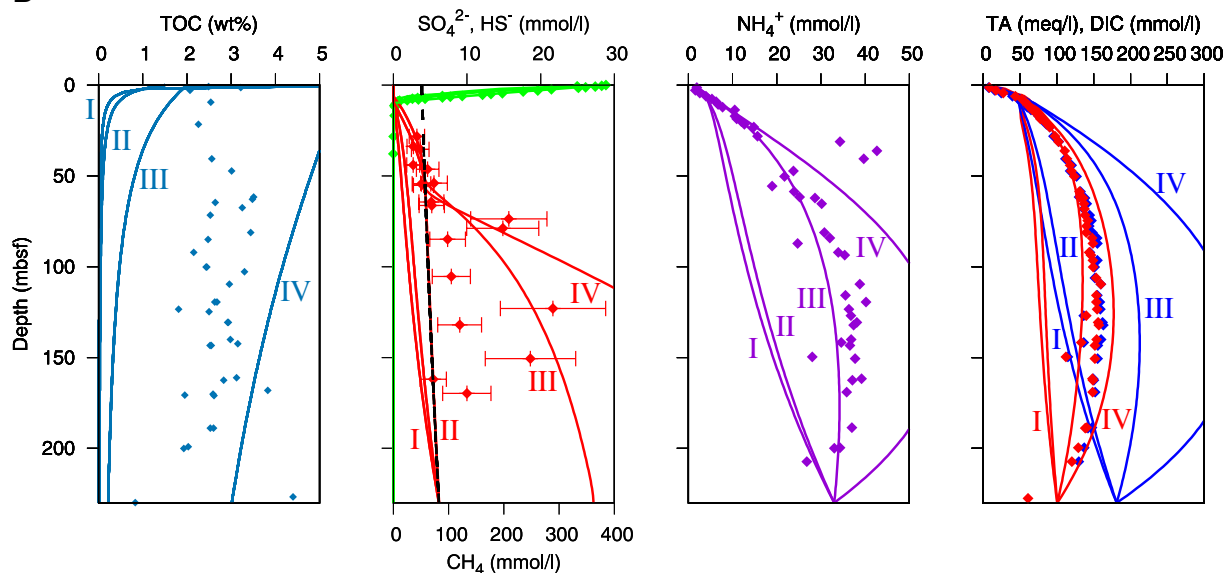 TOC (wt%)
SO₄²⁻, HS⁻ (mmol/l)
NH₄⁺ (mmol/l)
TA (meq/l), DIC (mmol/l)
0 1 2 3 4 5
0 10 20 30
0 10 20 30 40 50
0 50 100 150 200 250 300
Depth (mbsf)
0
50
100
150
200
I
II
III
IV
I
II
III
IV
I
II
III
IV
I
II
III
IV
I
IV
0 100 200 300 400
CH₄ (mmol/l)